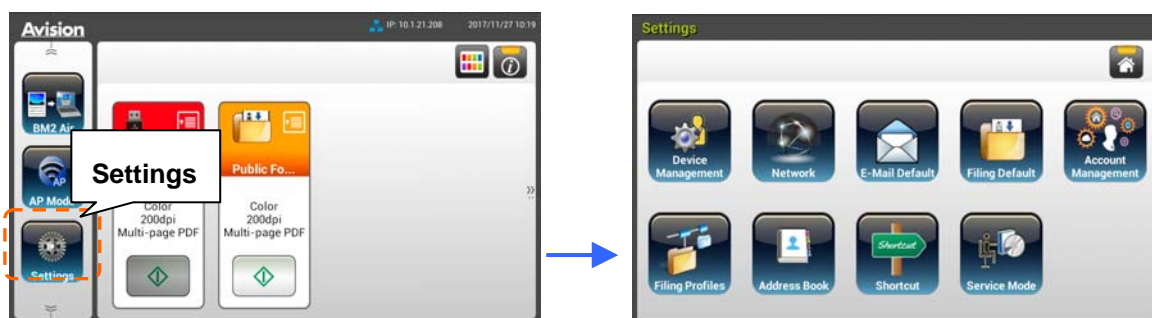 Avision
IP: 10.1.21.208 2017/11/27 10:19
BM2 Air
AP Mode
Settings
Settings
Public Fo...
Color
200dpi
Multi-page PDF
Color
200dpi
Multi-page PDF
Settings
Device
Management
Network
E-Mail Default
Filing Default
Account
Management
Filing Profiles
Address Book
Shortcut
Shortcut
Service Mode